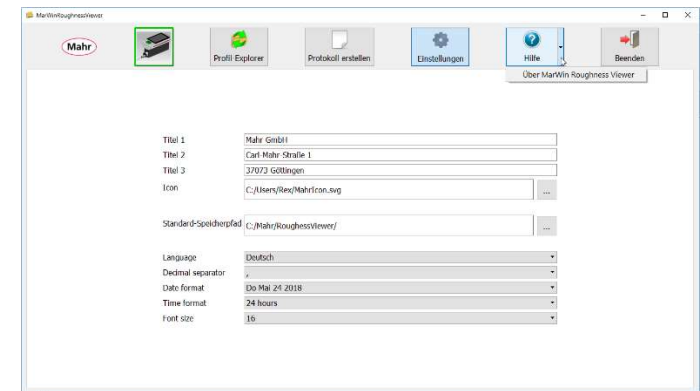 MarWinRoughnessViewer
Mahr
Profil Explorer
Protokoll erstellen
Einstellungen
Hilfe
Beenden
Über MarWin Roughness Viewer
Titel 1 Mahr GmbH
Titel 2 Carl-Mahr-Straße 1
Titel 3 37073 Göttingen
Icon C:/Users/Rex/MahrIcon.svg ...
Standard-Speicherpfad C:/Mahr/RoughessViewer/ ...
Language Deutsch
Decimal separator ,
Date format Do Mai 24 2018
Time format 24 hours
Font size 16